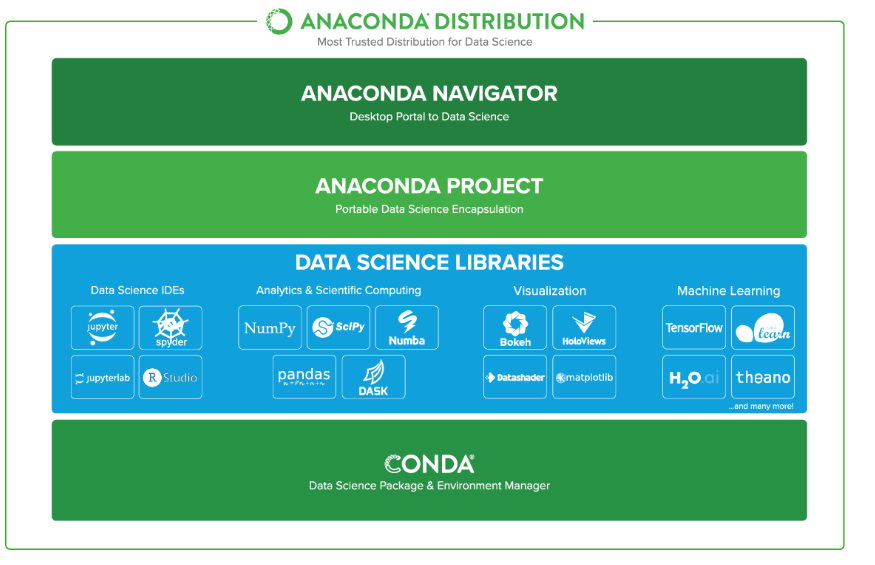 ANACONDA DISTRIBUTION
Most Trusted Distribution for Data Science
ANACONDA NAVIGATOR
Desktop Portal to Data Science
ANACONDA PROJECT
Portable Data Science Encapsulation
DATA SCIENCE LIBRARIES
Data Science IDEs
jupyter
spyder
jupyterlab
R Studio
Analytics & Scientific Computing
NumPy
SciPy
Numba
pandas
DASK
Visualization
Bokeh
HoloViews
Datashader
matplotlib
Machine Learning
TensorFlow
learn
H2O.ai
theano
...and many more!
CONDA®
Data Science Package & Environment Manager